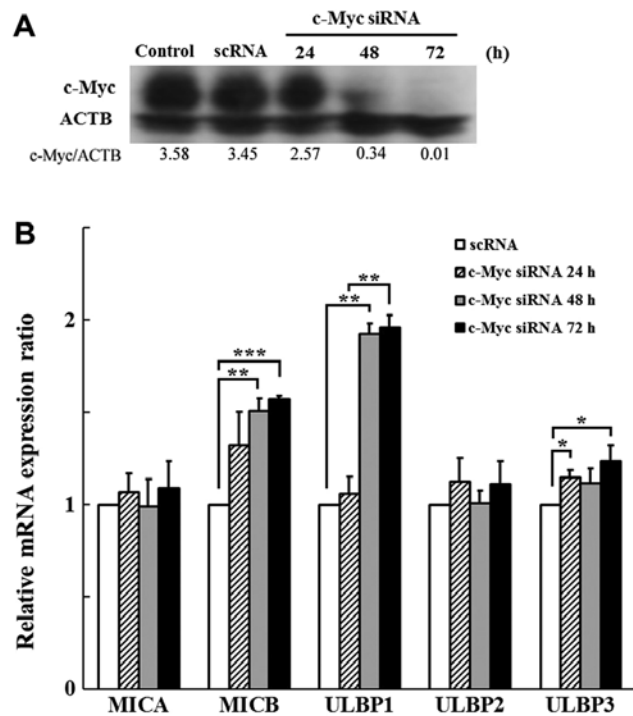 A
c-Myc siRNA
Control scRNA 24 48 72 (h)
c-Myc
ACTB
c-Myc/ACTB 3.58 3.45 2.57 0.34 0.01
B
Relative mRNA expression ratio
2
1
0
scRNA
c-Myc siRNA 24 h
c-Myc siRNA 48 h
c-Myc siRNA 72 h
***
**
**
**
*
*
MICA MICB ULBP1 ULBP2 ULBP3